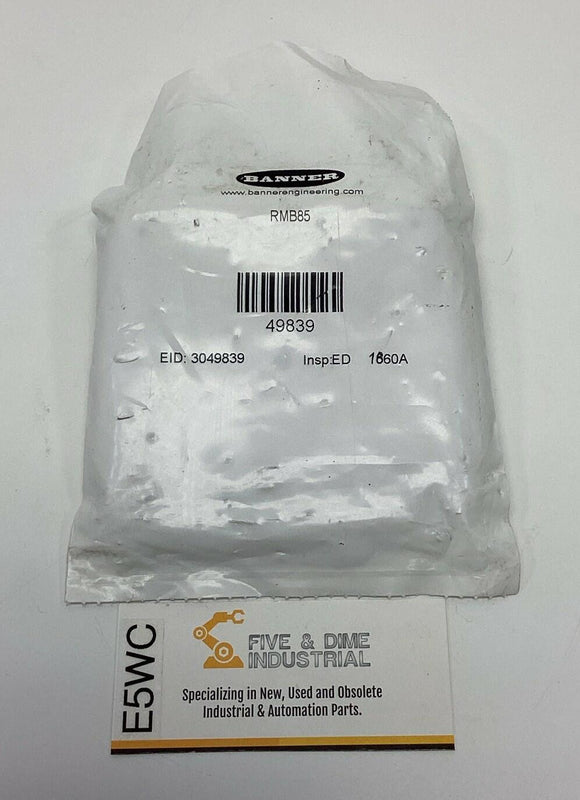 BANNER
www.bannerengineering.com
RMB85
49839
EID: 3049839 Insp:ED 1660A
E5WC
FIVE & DIME
INDUSTRIAL
Specializing in New, Used and Obsolete
Industrial & Automation Parts.